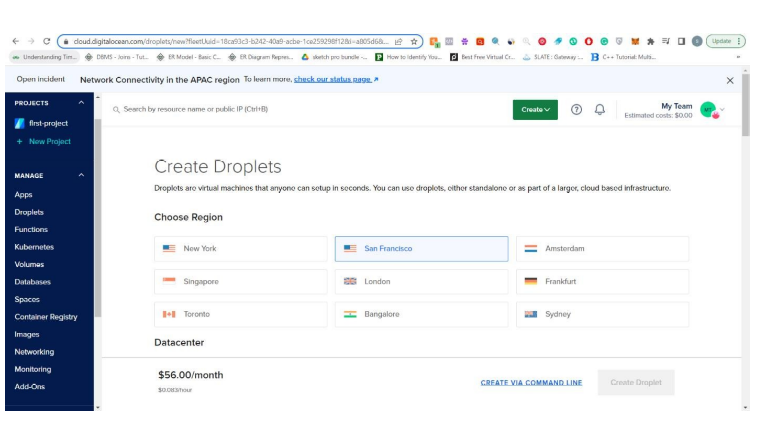 cloud.digitalocean.com/droplets/new?fleetUuid=18ca93c3-b242-40a9-acbe-1ce259298f12&i=a805d6&...
Update
Understanding Tim... DBMS - Joins - Tut... ER Model - Basic C... ER Diagram Repres... sketch pro bundle -... How to Identify You... Best Free Virtual Cr... SLATE : Gateway :... C++ Tutorial: Multi...
Open incident Network Connectivity in the APAC region To learn more, check our status page
PROJECTS
first-project
+ New Project
MANAGE
Apps
Droplets
Functions
Kubernetes
Volumes
Databases
Spaces
Container Registry
Images
Networking
Monitoring
Add-Ons
Search by resource name or public IP (Ctrl+B)
Create
My Team
Estimated costs: $0.00
Create Droplets
Droplets are virtual machines that anyone can setup in seconds. You can use droplets, either standalone or as part of a larger, cloud based infrastructure.
Choose Region
New York San Francisco Amsterdam
Singapore London Frankfurt
Toronto Bangalore Sydney
Datacenter
$56.00/month
$0.083/hour
CREATE VIA COMMAND LINE
Create Droplet